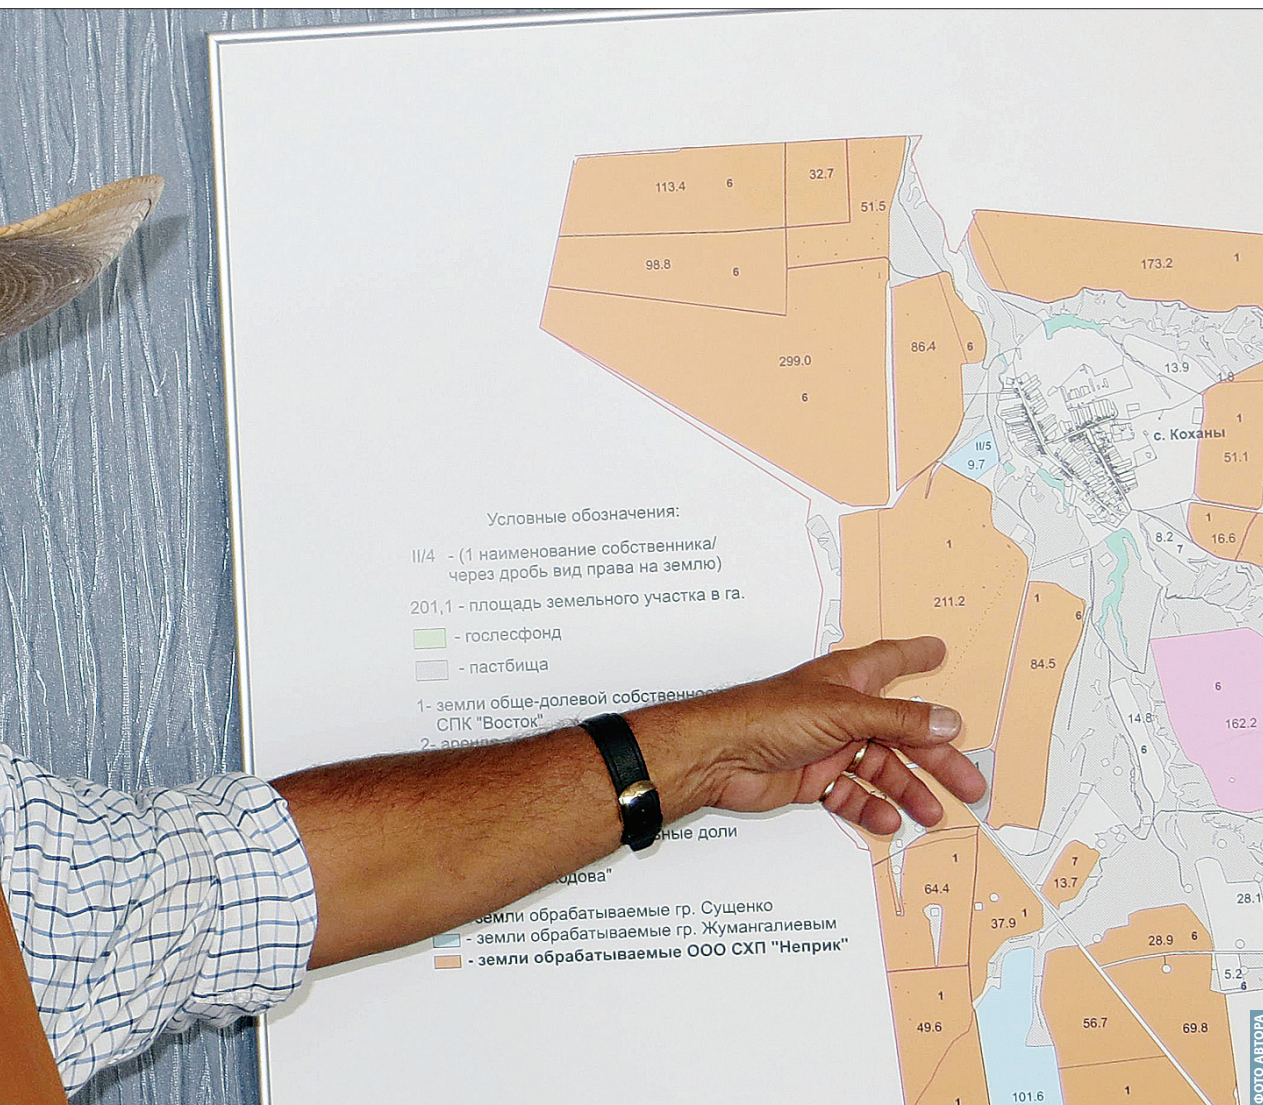 113.4 6
32.7
51.5
98.8 6
173.2 1
299.0
6
86.4 6
13.9
1.8
1
с. Коханы
51.1
II/5
9.7
1
16.6
8.2
7
1
211.2
1
6
84.5
6
162.2
14.8
6
1
Условные обозначения:
II/4 - (1 наименование собственника/
через дробь вид права на землю)
201,1 - площадь земельного участка в га.
- гослесфонд
- пастбища
1- земли обще-долевой
СПК "Восток"
2-
доли
- земли обрабатываемые гр. Сущенко
- земли обрабатываемые гр. Жумангалиевым
- земли обрабатываемые ООО СХП "Неприк"
1
64.4
7
13.7
37.9 1
28.1
28.9 6
5.2
6
1
49.6
56.7
69.8
101.6
1
1
ФОТО АВТОРА